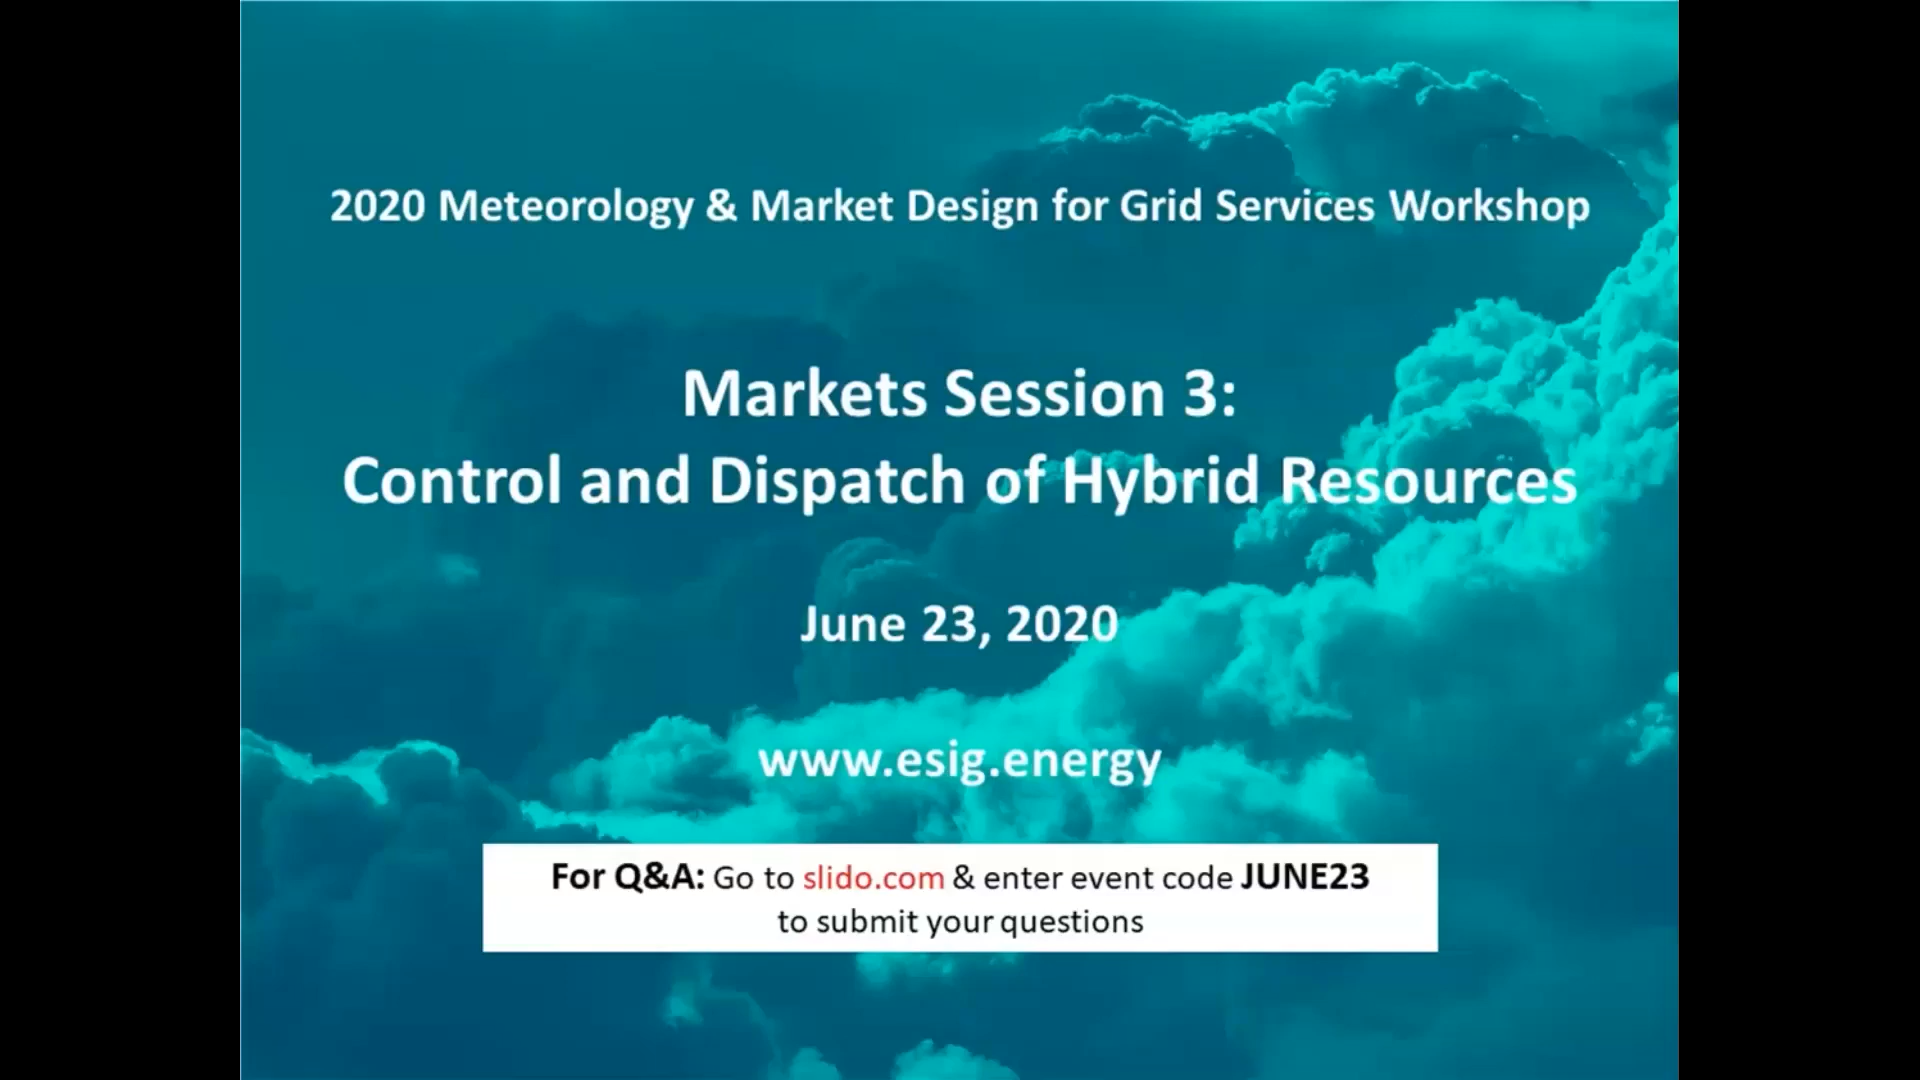 2020 Meteorology & Market Design for Grid Services Workshop
Markets Session 3:
Control and Dispatch of Hybrid Resources
June 23, 2020
www.esig.energy
For Q&A: Go to slido.com & enter event code JUNE23
to submit your questions